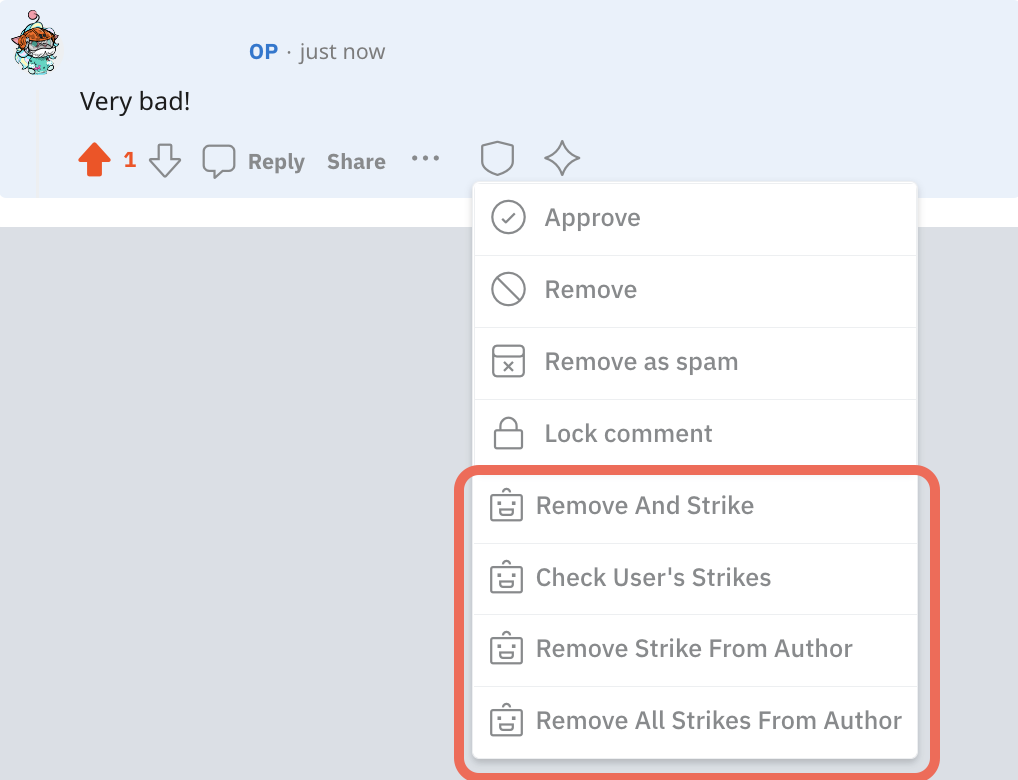 OP · just now
Very bad!
1 Reply Share ...
Approve
Remove
Remove as spam
Lock comment
Remove And Strike
Check User's Strikes
Remove Strike From Author
Remove All Strikes From Author